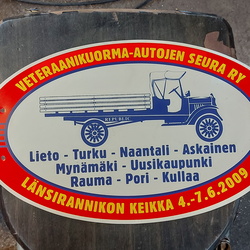 VETERAANIKUORMA-AUTOJEN SEURA RY
REPUBLIC
Lieto - Turku - Naantali - Askainen
Mynämäki - Uusikaupunki
Rauma - Pori - Kullaa
LÄNSIRANNIKON KEIKKA 4.-7.6.2009